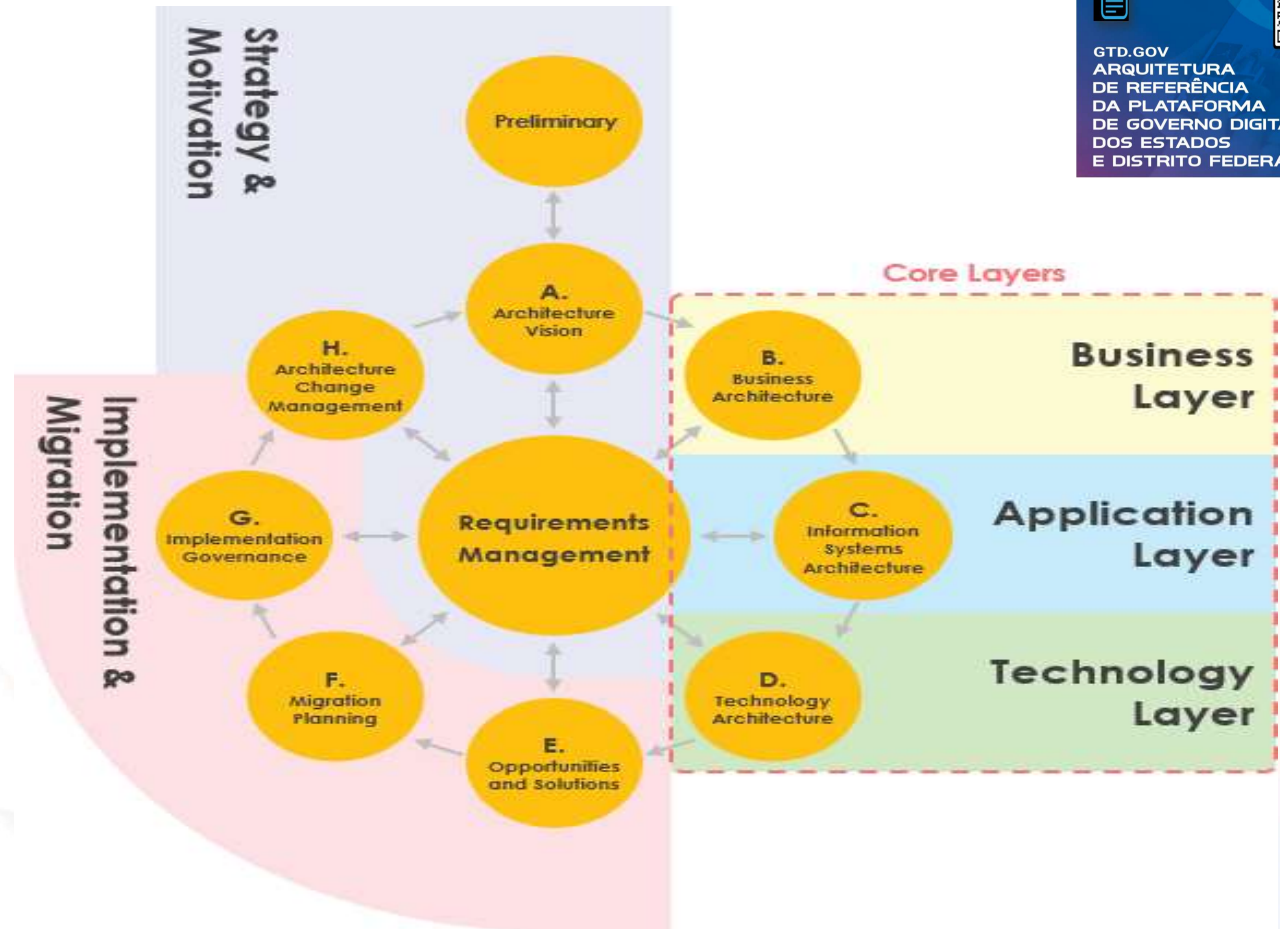 GTD.GOV
ARQUITETURA
DE REFERÊNCIA
DA PLATAFORMA
DE GOVERNO
DOS ESTADOS
E DISTRITO
Strategy &
Motivation
Preliminary
A.
Architecture
Vision
Core Layers
B.
Business
Architecture
Business
Layer
H.
Architecture
Change
Management
Implementation &
Migration
G.
Implementation
Governance
Requirements
Management
C.
Information
Systems
Architecture
Application
Layer
F.
Migration
Planning
E.
Opportunities
and Solutions
D.
Technology
Architecture
Technology
Layer